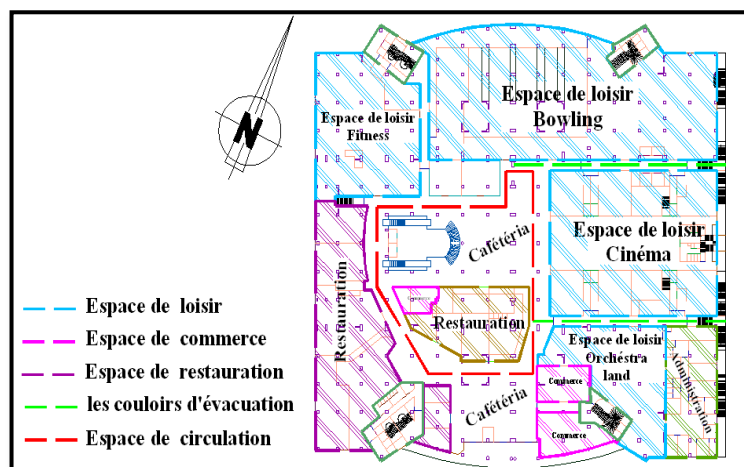 N
Espace de loisir
Bowling
Espace de loisir
Fitness
Espace de loisir
Cinéma
Cafétéria
Restauration
Restauration
Espace de loisir
Orchéstra
land
Commerce
Commerce
Cafétéria
Administration
Espace de loisir
Espace de commerce
Espace de restauration
les couloirs d'évacuation
Espace de circulation